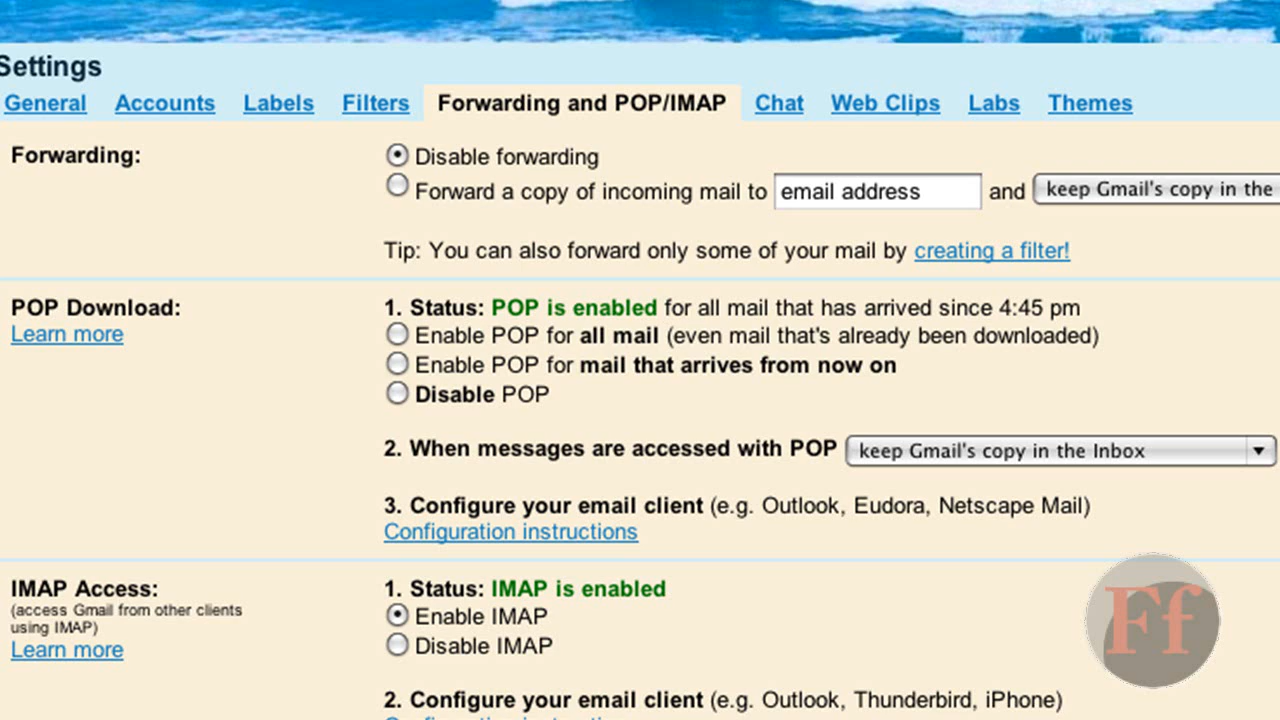 Settings
General Accounts Labels Filters Forwarding and POP/IMAP Chat Web Clips Labs Themes
Forwarding:
Disable forwarding
Forward a copy of incoming mail to email address and keep Gmail's copy in the
Tip: You can also forward only some of your mail by creating a filter!
POP Download:
Learn more
1. Status: POP is enabled for all mail that has arrived since 4:45 pm
Enable POP for all mail (even mail that's already been downloaded)
Enable POP for mail that arrives from now on
Disable POP
2. When messages are accessed with POP keep Gmail's copy in the Inbox
3. Configure your email client (e.g. Outlook, Eudora, Netscape Mail)
Configuration instructions
IMAP Access:
(access Gmail from other clients
using IMAP)
Learn more
1. Status: IMAP is enabled
Enable IMAP
Disable IMAP
2. Configure your email client (e.g. Outlook, Thunderbird, iPhone)
Ff